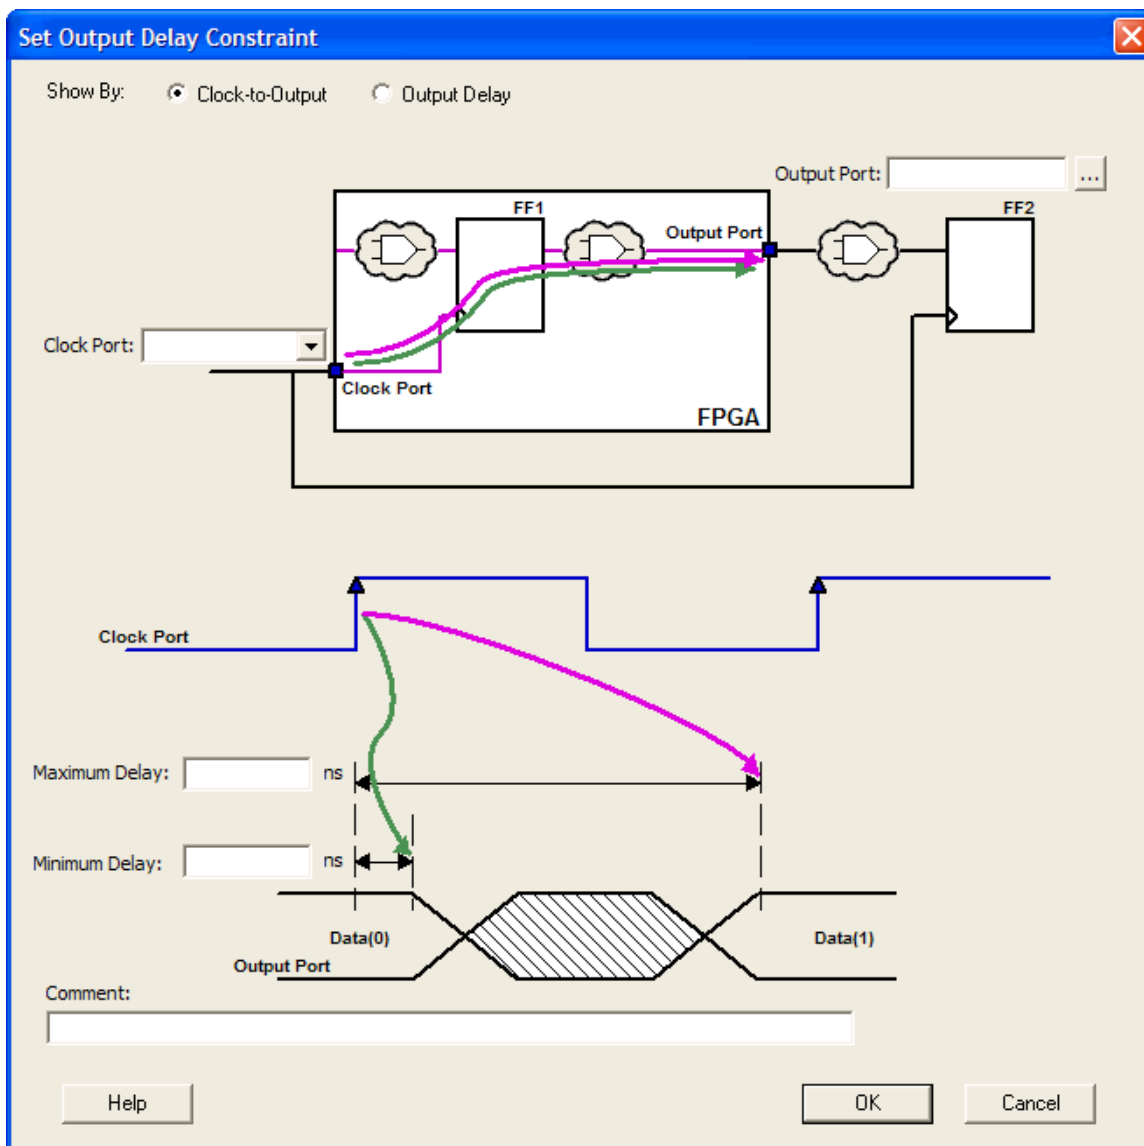 Set Output Delay Constraint
Show By: Clock-to-Output Output Delay
Output Port: ...
FF1
FF2
Output Port
Clock Port:
Clock Port
FPGA
Clock Port
Maximum Delay: ns
Minimum Delay: ns
Data(0)
Data(1)
Output Port
Comment:
Help
OK
Cancel